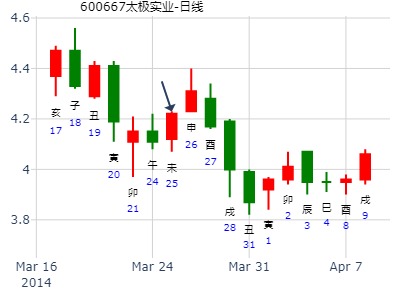 600667太极实业-日线
4.6
4.4
4.2
4
3.8
亥
17
子
18
丑
19
寅
20
卯
21
午
24
未
25
申
26
酉
27
戌
28
丑
31
寅
1
卯
2
辰
3
巳
4
酉
8
戌
9
Mar 16
2014
Mar 24
Mar 31
Apr 7